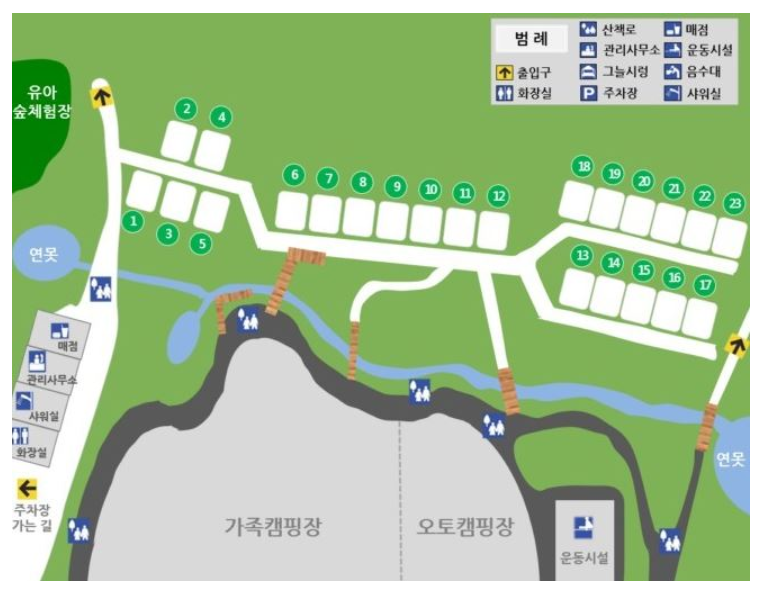 범 례
산책로
매점
관리사무소
운동시설
출입구
그늘시렁
음수대
화장실
주차장
샤워실
유아
숲체험장
2
4
1
3
5
6
7
8
9
10
11
12
18
19
20
21
22
23
13
14
15
16
17
연못
매점
관리사무소
샤워실
화장실
주차장
가는 길
가족캠핑장
오토캠핑장
운동시설
연못